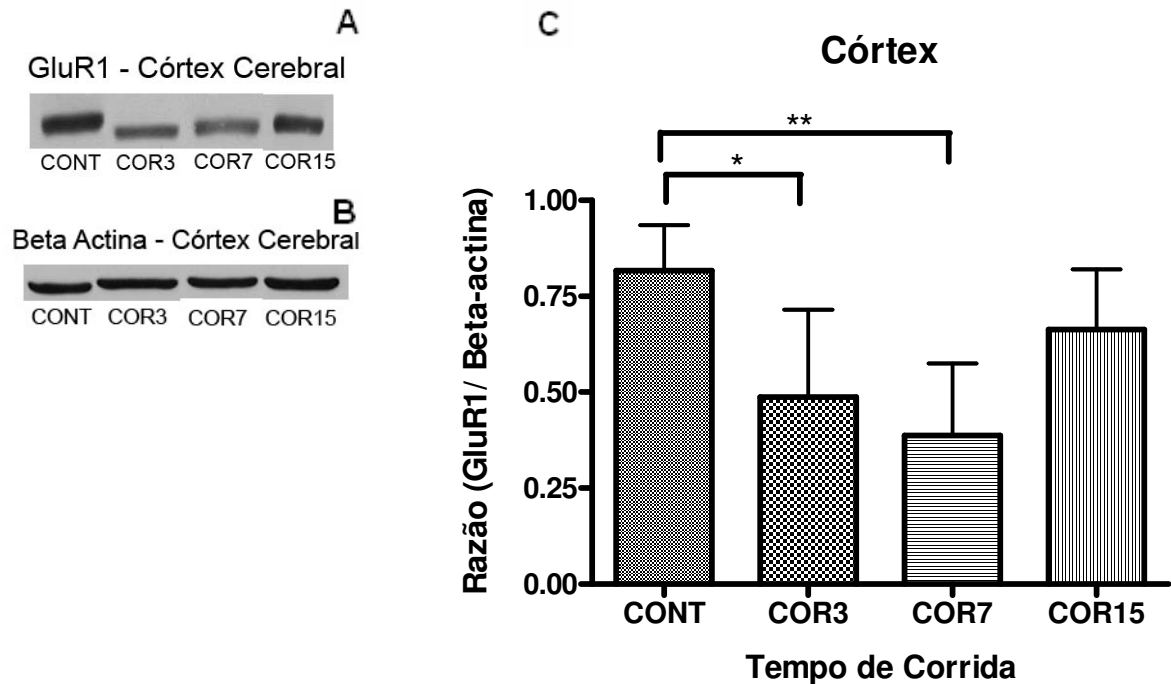 A
GluR1 - Córtex Cerebral
CONT COR3 COR7 COR15
B
Beta Actina - Córtex Cerebral
CONT COR3 COR7 COR15
C
Córtex
**
*
Razão (GluR1/ Beta-actina)
1.00
0.75
0.50
0.25
0.00
CONT COR3 COR7 COR15
Tempo de Corrida